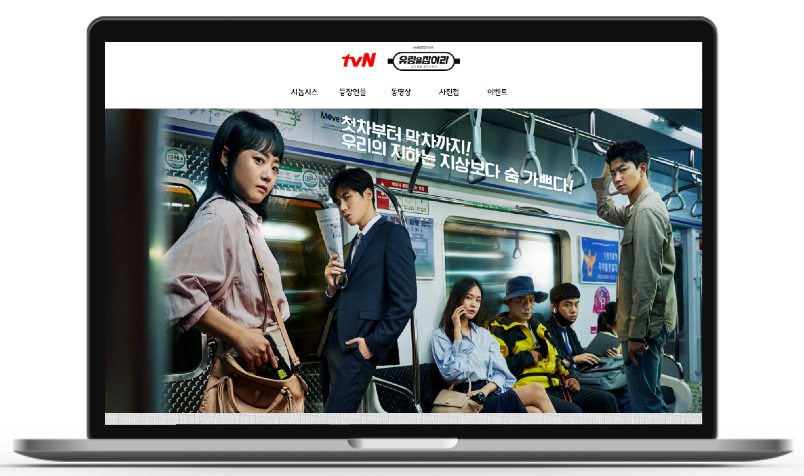 tvN
유령을잡아라
시놉시스 등장인물 동영상 사진첩 이벤트
첫차부터 막차까지!
우리의 지하는 지상보다 숨 가쁘다!